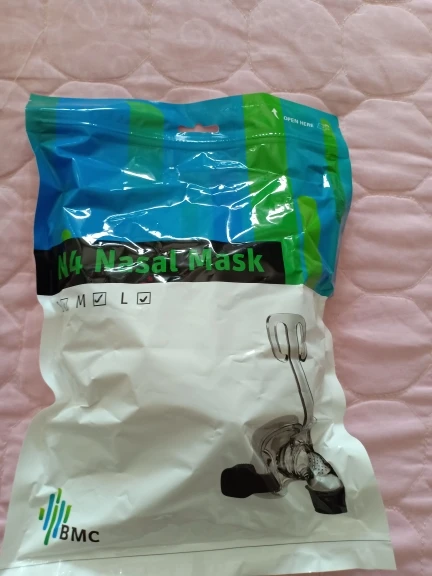 OPEN HERE
N4 Nasal Mask
M L
BMC